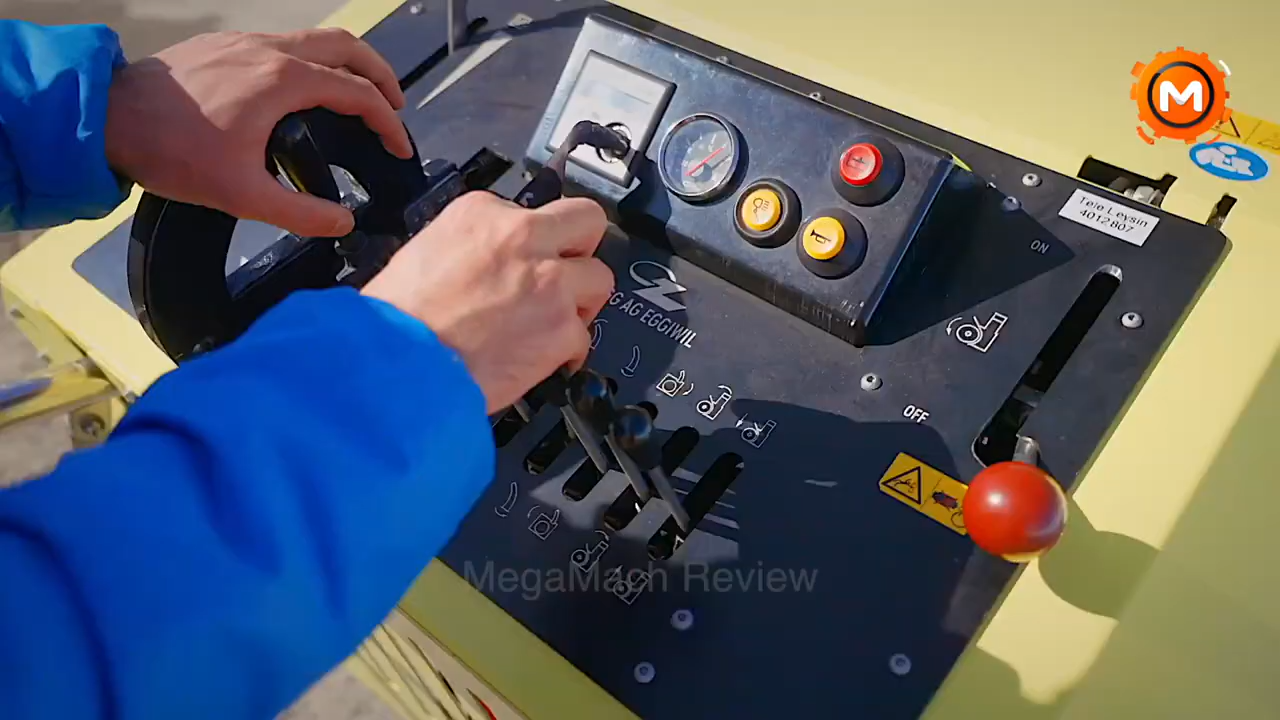 M
Tele Leysin
4012807
ON
AG EGGIWIL
OFF
MegaMach Review